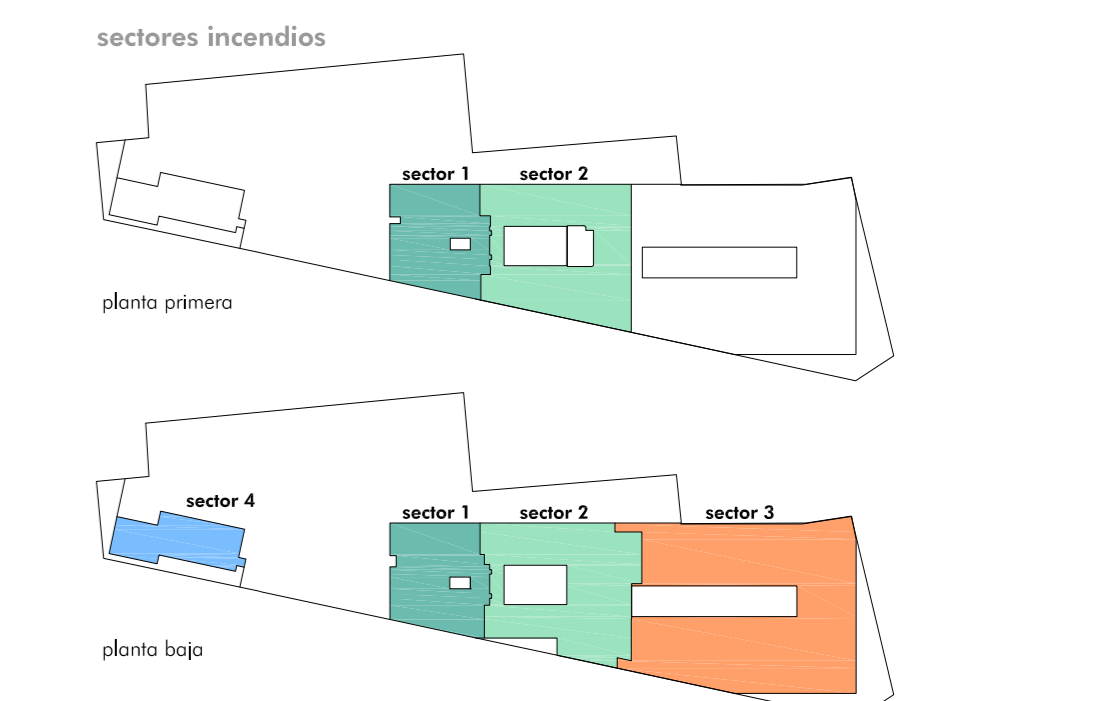 sectores incendios
sector 1
sector 2
planta primera
sector 4
sector 1
sector 2
sector 3
planta baja